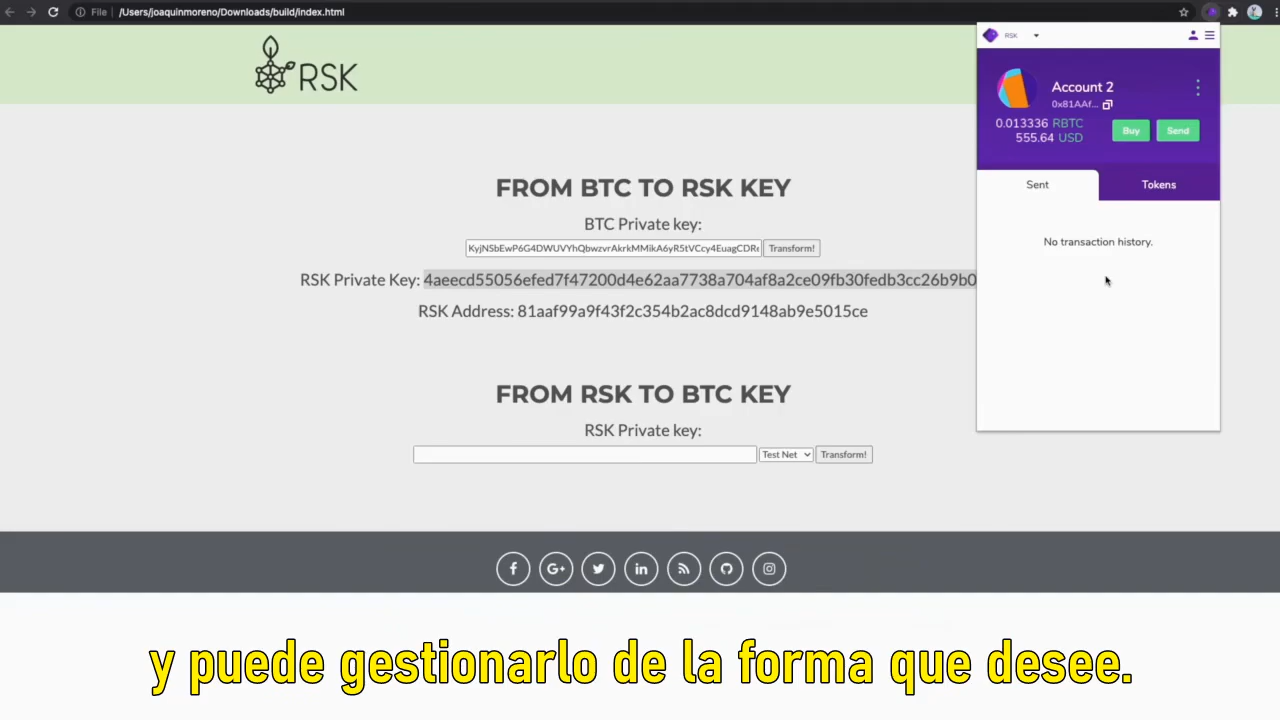 File
/Users/joaquinmoreno/Downloads/build/index.html
RSK
RSK
Account 2
0x81AAf...
0.013336 RBTC
555.64 USD
Buy
Send
Sent
Tokens
No transaction history.
FROM BTC TO RSK KEY
BTC Private key:
KyjNSbEwP6G4DWUVYhQbwzvrAkrkMMikA6yR5tVCcy4EuagCDRe
Transform!
RSK Private Key: 4aeecd55056efed7f47200d4e62aa7738a704af8a2ce09fb30fedb3cc26b9b0
RSK Address: 81aaf99a9f43f2c354b2ac8dcd9148ab9e5015ce
FROM RSK TO BTC KEY
RSK Private key:
Test Net
Transform!
y puede gestionarlo de la forma que desee.